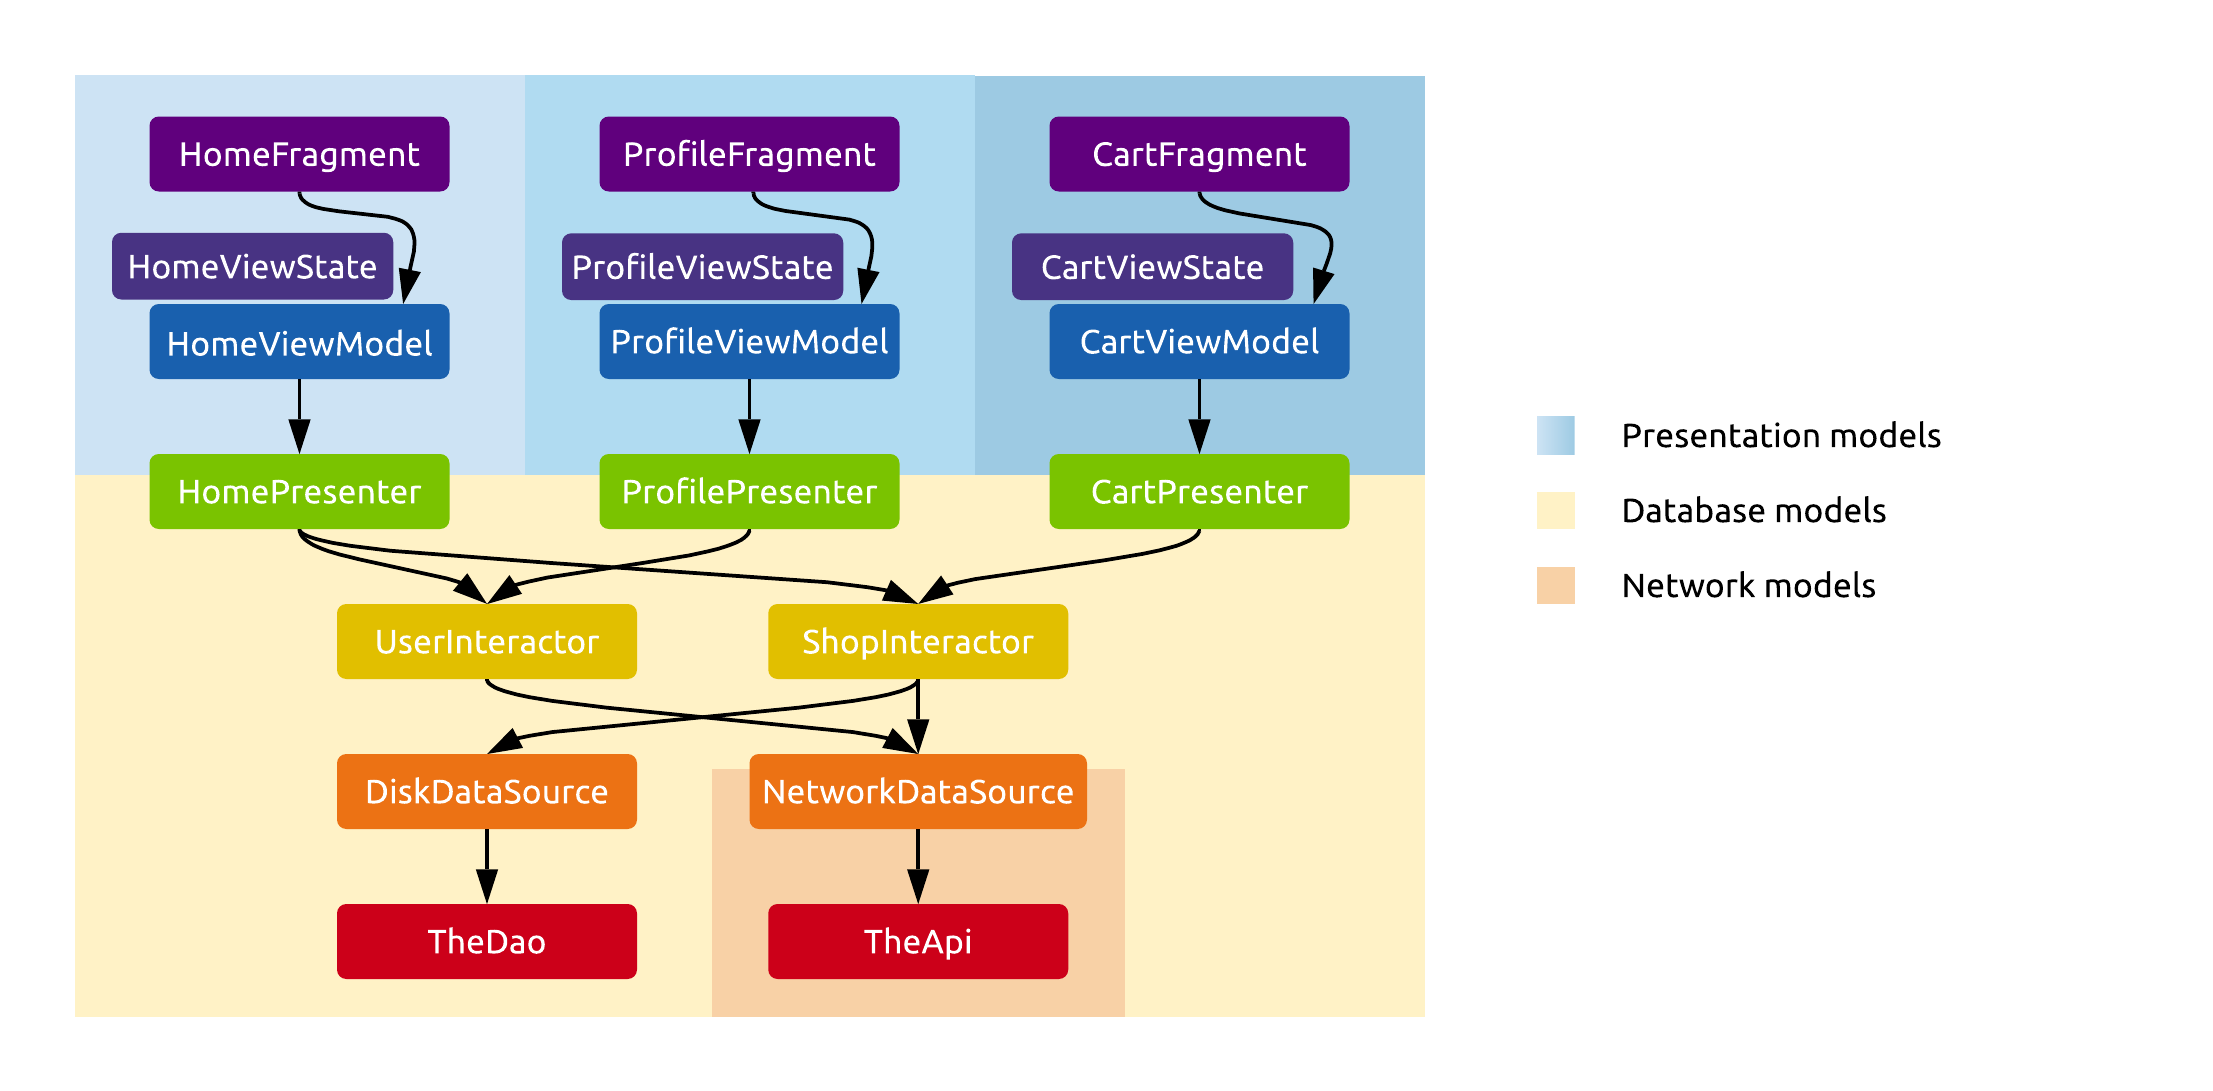 HomeFragment
ProfileFragment
CartFragment
HomeViewState
ProfileViewState
CartViewState
HomeViewModel
ProfileViewModel
CartViewModel
HomePresenter
ProfilePresenter
CartPresenter
UserInteractor
ShopInteractor
DiskDataSource
NetworkDataSource
TheDao
TheApi
Presentation models
Database models
Network models